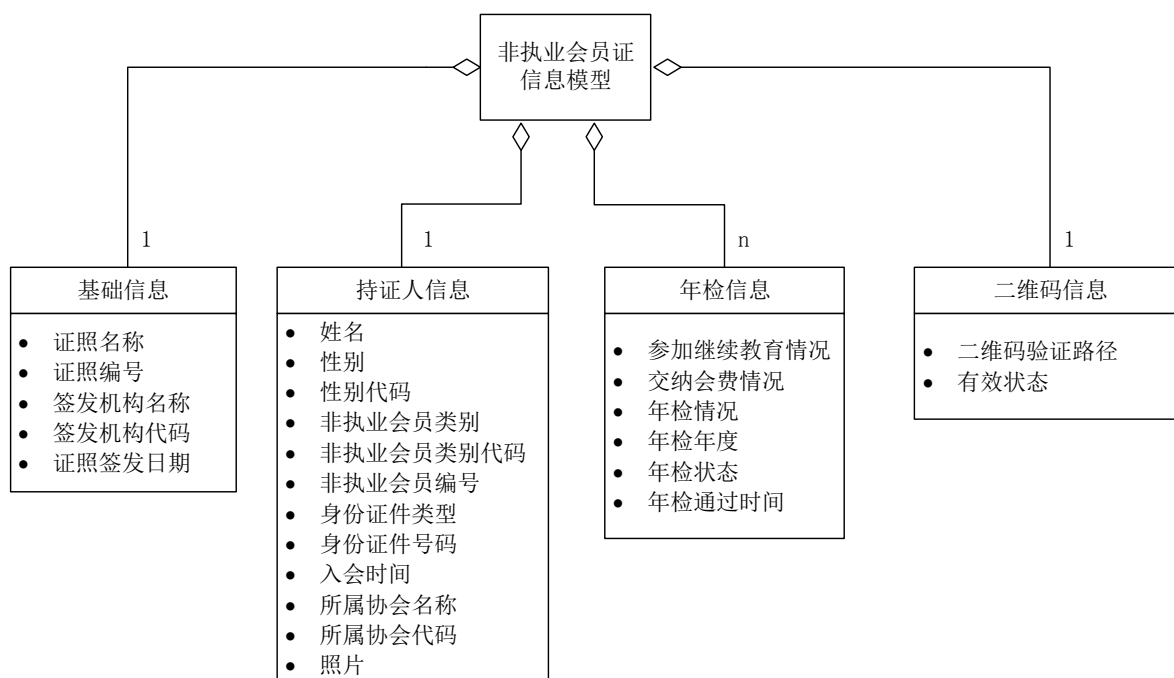 非执业会员证
信息模型
1
1
n
1
基础信息
证照名称
证照编号
签发机构名称
签发机构代码
证照签发日期
持证人信息
姓名
性别
性别代码
非执业会员类别
非执业会员类别代码
非执业会员编号
身份证件类型
身份证件号码
入会时间
所属协会名称
所属协会代码
照片
年检信息
参加继续教育情况
交纳会费情况
年检情况
年检年度
年检状态
年检通过时间
二维码信息
二维码验证路径
有效状态